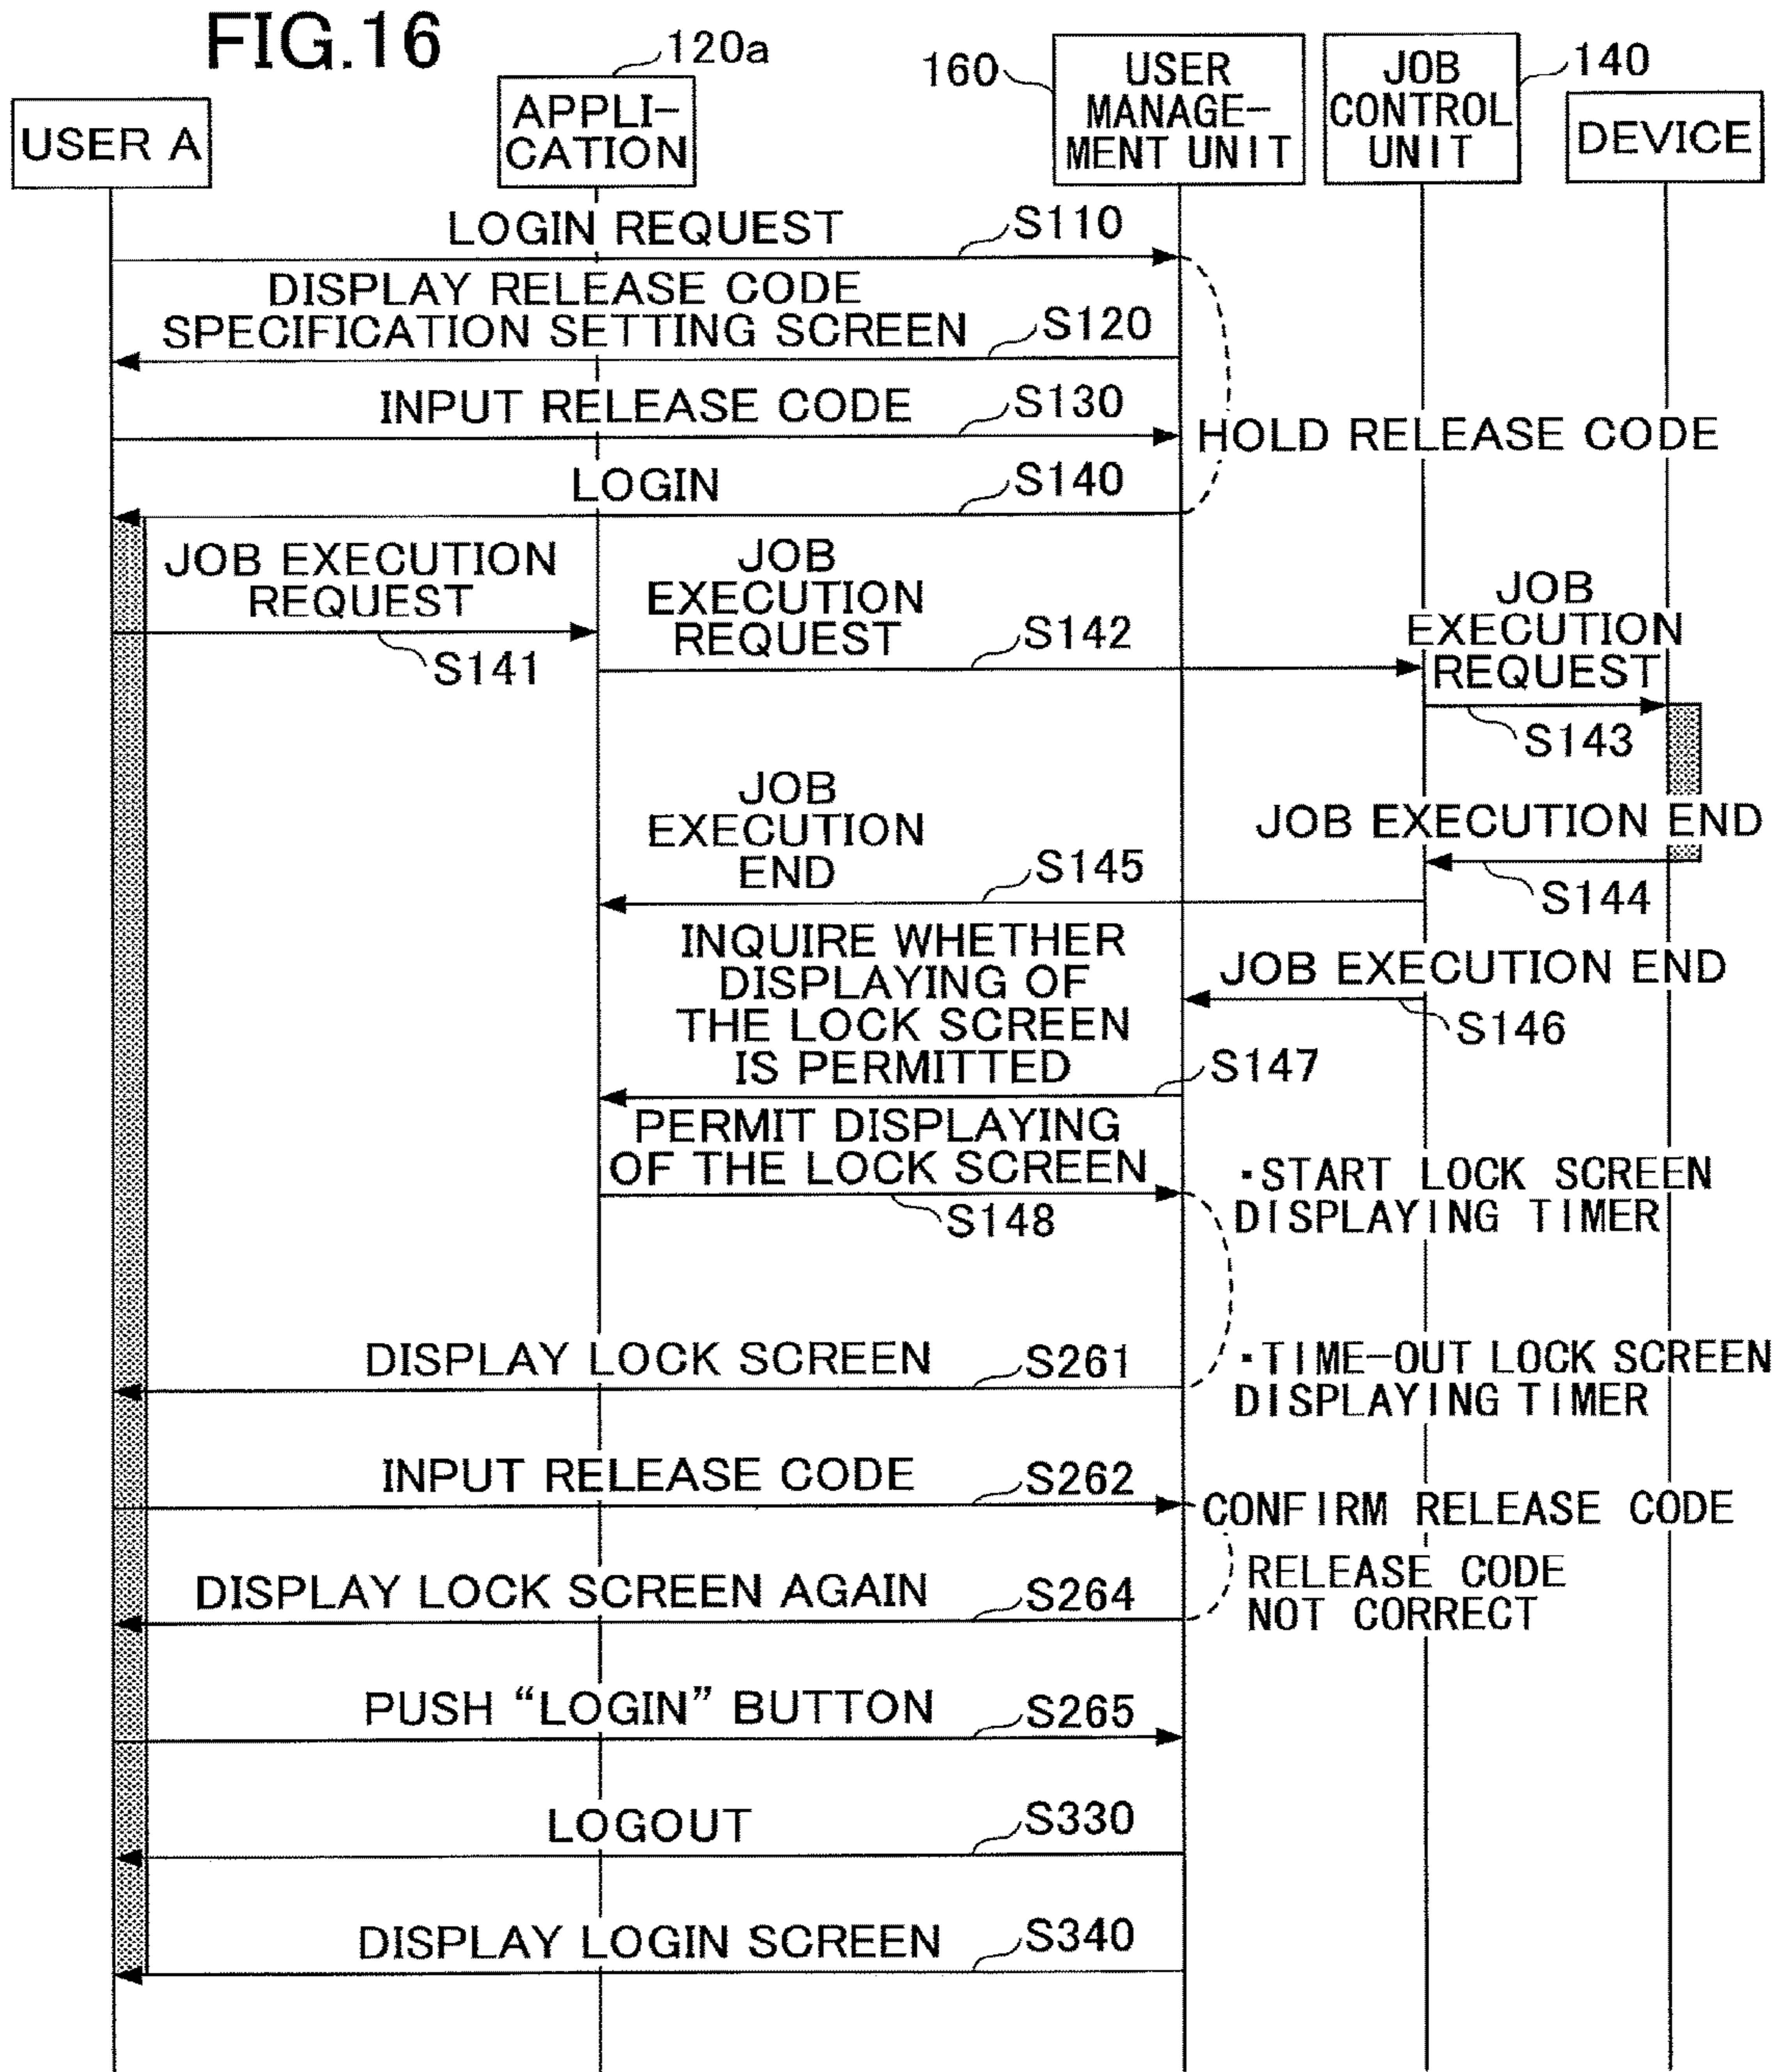 FIG.16
120a
160
140
USER A
APPLI-
CATION
USER
MANAGE-
MENT UNIT
JOB
CONTROL
UNIT
DEVICE
LOGIN REQUEST
S110
DISPLAY RELEASE CODE
SPECIFICATION SETTING SCREEN
S120
INPUT RELEASE CODE
S130
HOLD RELEASE CODE
LOGIN
S140
JOB EXECUTION
REQUEST
S141
JOB
EXECUTION
REQUEST
S142
JOB
EXECUTION
REQUEST
S143
JOB EXECUTION END
S144
JOB
EXECUTION
END
S145
JOB EXECUTION END
S146
INQUIRE WHETHER
DISPLAYING OF
THE LOCK SCREEN
IS PERMITTED
S147
PERMIT DISPLAYING
OF THE LOCK SCREEN
S148
・START LOCK SCREEN
DISPLAYING TIMER
DISPLAY LOCK SCREEN
S261
・TIME-OUT LOCK SCREEN
DISPLAYING TIMER
INPUT RELEASE CODE
S262
CONFIRM RELEASE CODE
RELEASE CODE
NOT CORRECT
DISPLAY LOCK SCREEN AGAIN
S264
PUSH “LOGIN” BUTTON
S265
LOGOUT
S330
DISPLAY LOGIN SCREEN
S340